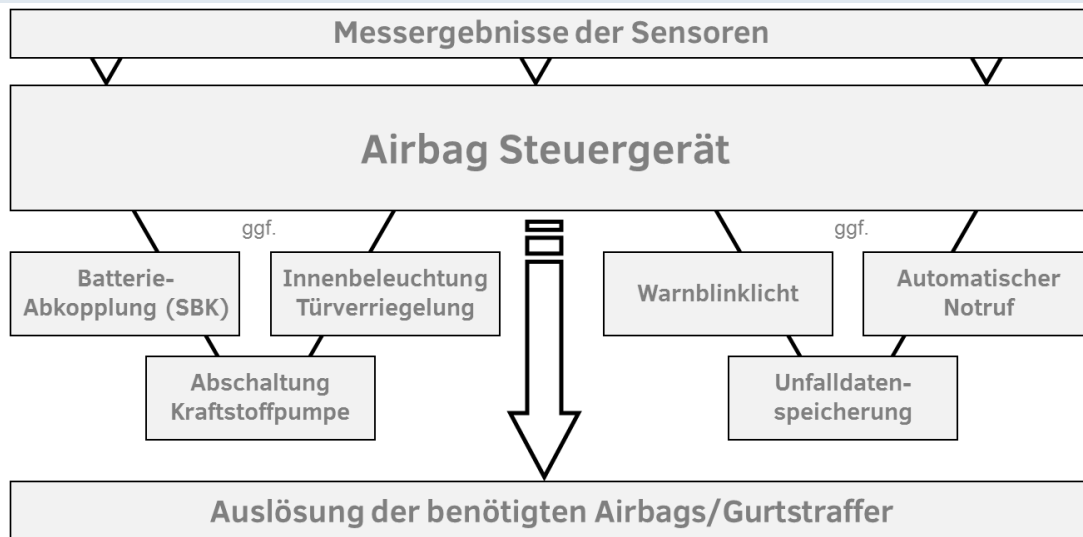 Messergebnisse der Sensoren
Airbag Steuergerät
ggf.
ggf.
Batterie-
Abkopplung (SBK)
Innenbeleuchtung
Türverriegelung
Warnblinklicht
Automatischer
Notruf
Abschaltung
Kraftstoffpumpe
Unfalldaten-
speicherung
Auslösung der benötigten Airbags/Gurtstraffer